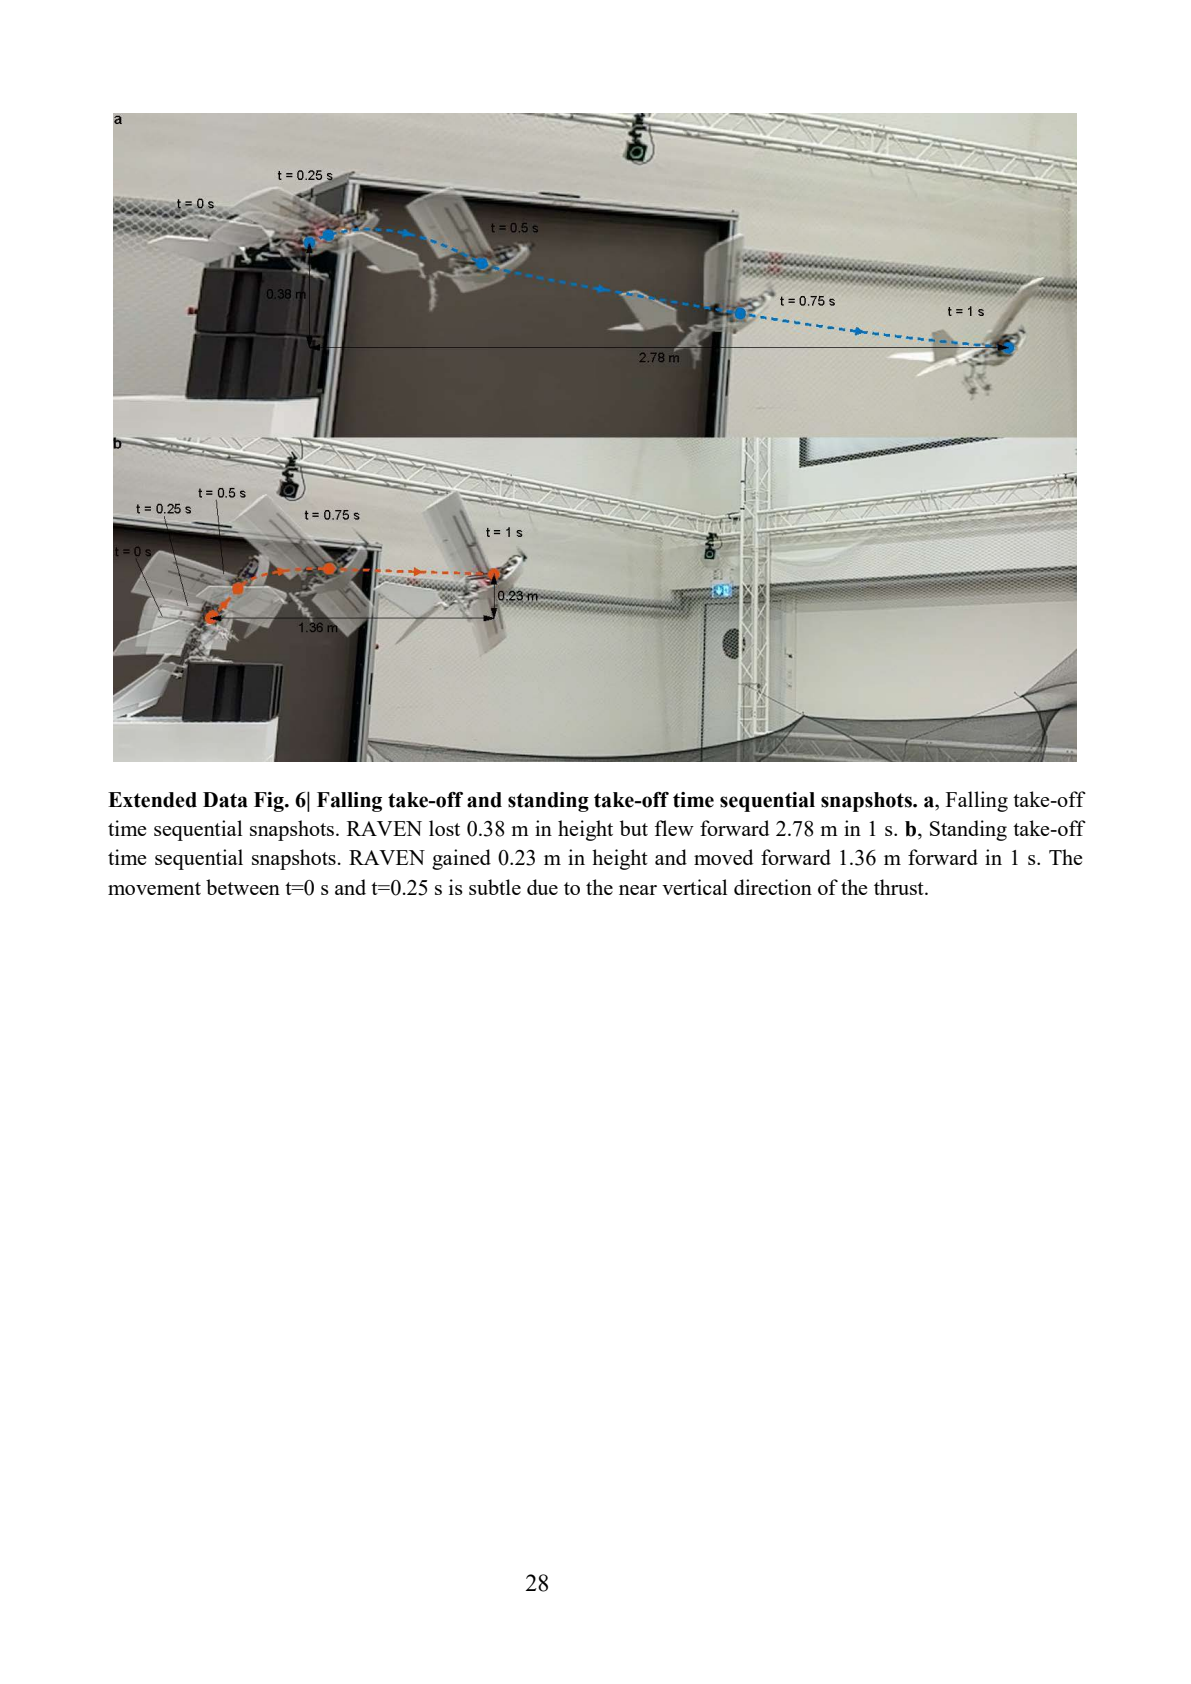 a
t = 0.25 s
t = 0 s
t = 0.5 s
0.38 m
t = 0.75 s
t = 1 s
2.78 m
b
t = 0.5 s
t = 0.25 s
t = 0.75 s
t = 1 s
t = 0 s
0.23 m
1.36 m
Extended Data Fig. 6| Falling take-off and standing take-off time sequential snapshots. a, Falling take-off
time sequential snapshots. RAVEN lost 0.38 m in height but flew forward 2.78 m in 1 s. b, Standing take-off
time sequential snapshots. RAVEN gained 0.23 m in height and moved forward 1.36 m forward in 1 s. The
movement between t=0 s and t=0.25 s is subtle due to the near vertical direction of the thrust.
28